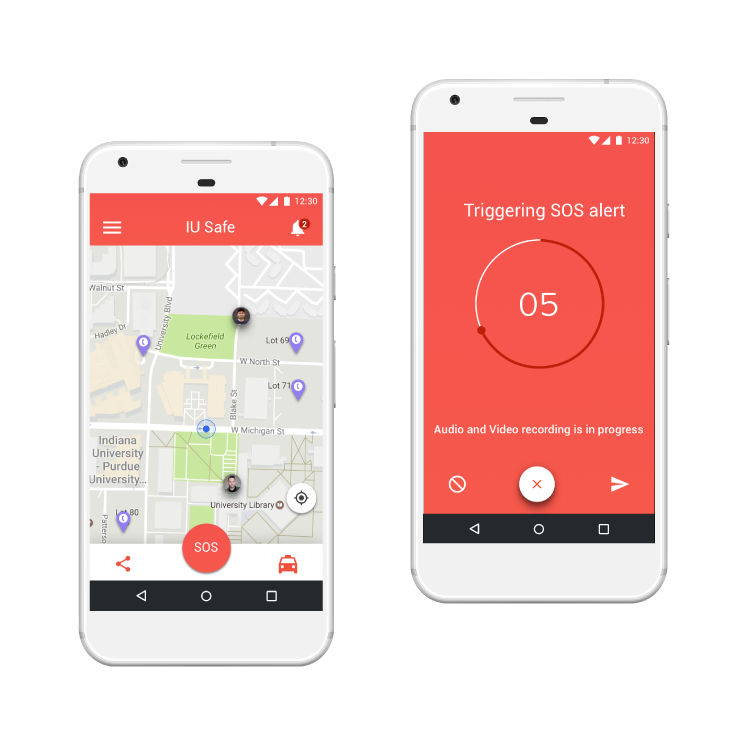 12:30
IU Safe
2
Walnut St
University Blvd
Hadley Dr
Lockefield
Green
Lot 69
W North St
Lot 71
Blake St
W Michigan St
Indiana
University
- Purdue
University...
University Library
Lot 80
Patterso
SOS
12:30
Triggering SOS alert
05
Audio and Video recording is in progress